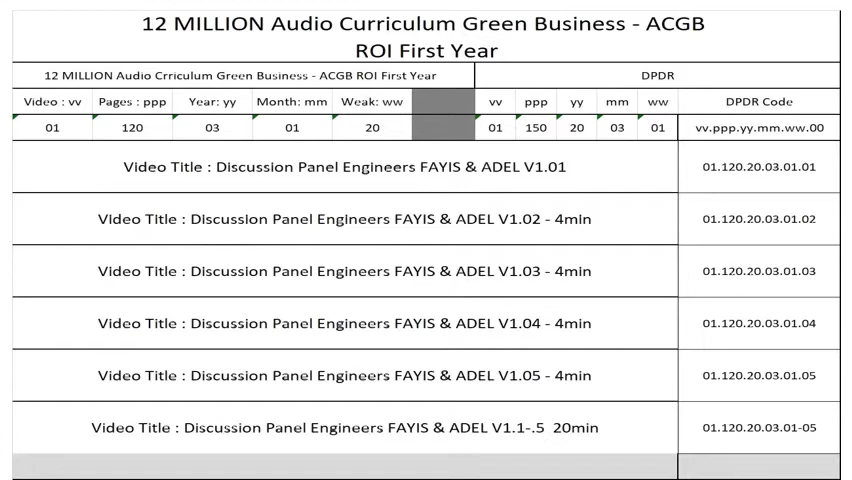 12 MILLION Audio Curriculum Green Business - ACGB
ROI First Year
12 MILLION Audio Crriculum Green Business - ACGB ROI First Year DPDR
Video : vv Pages : ppp Year: yy Month: mm Weak: ww vv ppp yy mm ww DPDR Code
01 120 03 01 20 01 150 20 03 01 vv.ppp.yy.mm.ww.00
Video Title : Discussion Panel Engineers FAYIS & ADEL V1.01 01.120.20.03.01.01
Video Title : Discussion Panel Engineers FAYIS & ADEL V1.02 - 4min 01.120.20.03.01.02
Video Title : Discussion Panel Engineers FAYIS & ADEL V1.03 - 4min 01.120.20.03.01.03
Video Title : Discussion Panel Engineers FAYIS & ADEL V1.04 - 4min 01.120.20.03.01.04
Video Title : Discussion Panel Engineers FAYIS & ADEL V1.05 - 4min 01.120.20.03.01.05
Video Title : Discussion Panel Engineers FAYIS & ADEL V1.1-.5 20min 01.120.20.03.01-05